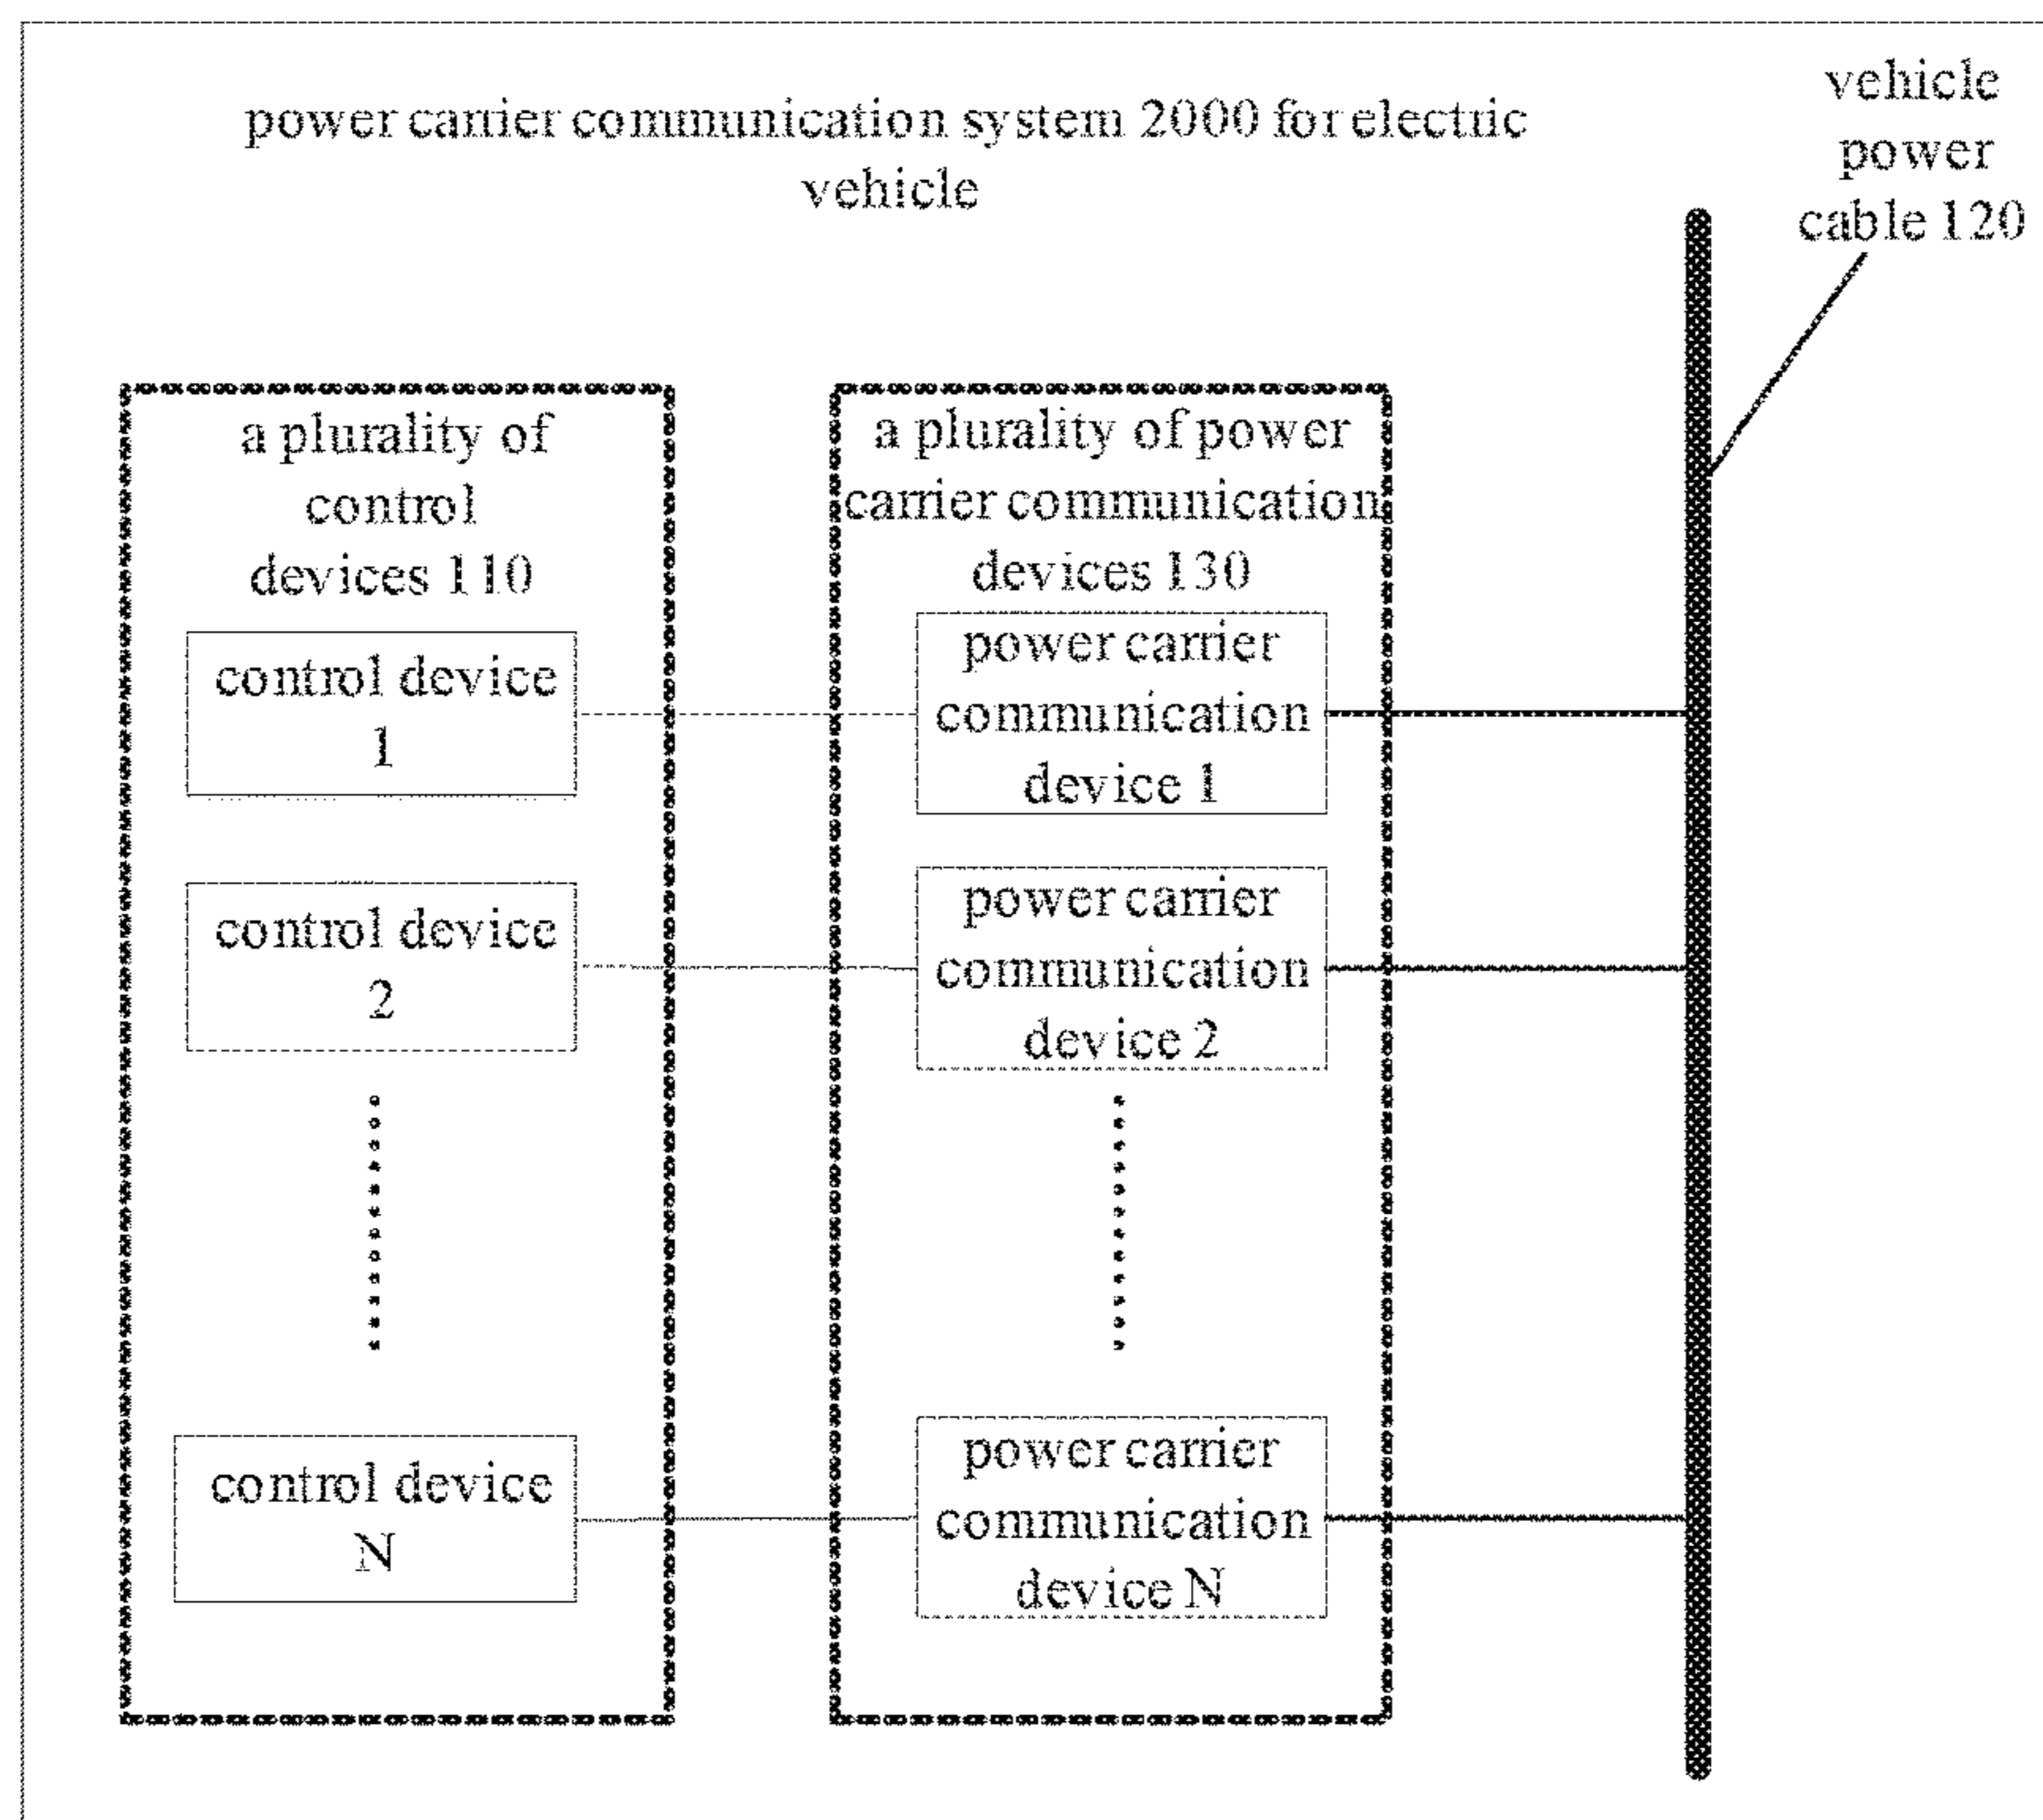 power carrier communication system 2000 for electric
vehicle
vehicle
power
cable 120
a plurality of
control
devices 110
a plurality of power
carrier communication
devices 130
control device
1
power carrier
communication
device 1
control device
2
power carrier
communication
device 2
control device
N
power carrier
communication
device N